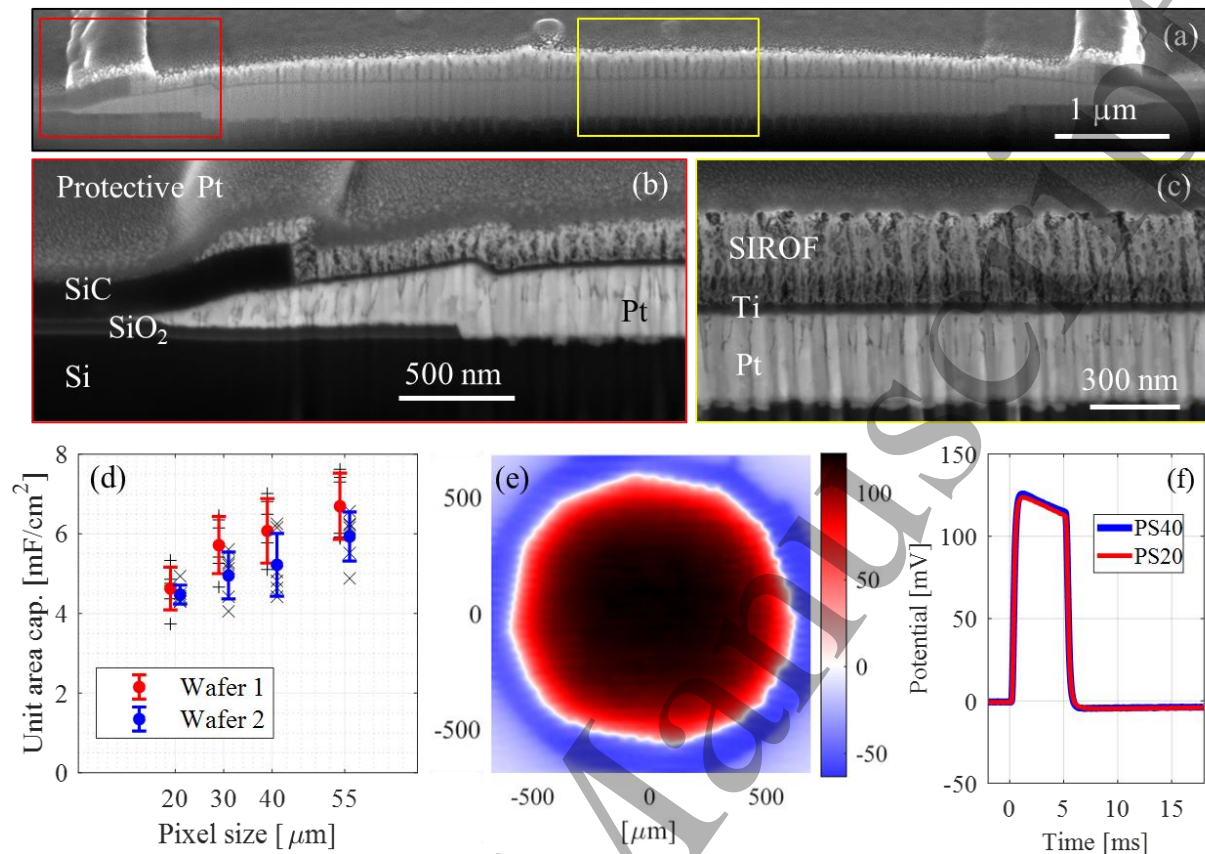 (a)
1 μm
Protective Pt
(b)
SiC
SiO2
Si
Pt
500 nm
(c)
SIROF
Ti
Pt
300 nm
(d)
Unit area cap. [mF/cm2]
8
6
4
2
0
Wafer 1
Wafer 2
20 30 40 55
Pixel size [μm]
(e)
500
0
-500
-500 0 500
[μm]
100
50
0
-50
(f)
Potential [mV]
150
100
50
0
-50
PS40
PS20
0 5 10 15
Time [ms]
Manuscript